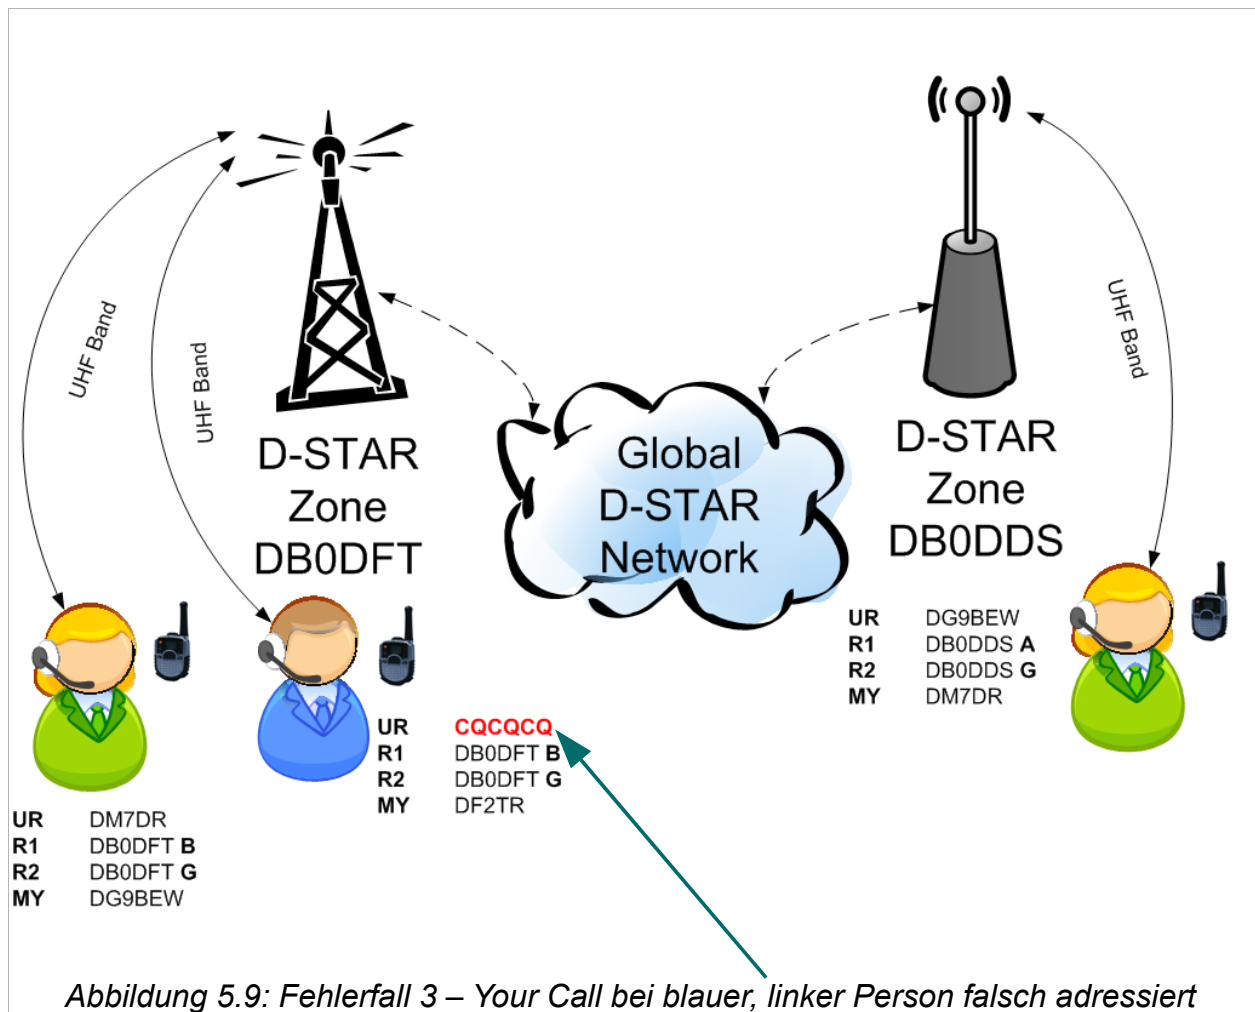 UHF Band
UHF Band
UHF Band
D-STAR
Zone
DB0DFT
Global
D-STAR
Network
D-STAR
Zone
DB0DDS
UR DG9BEW
R1 DB0DDS A
R2 DB0DDS G
MY DM7DR
UR CQCQCQ
R1 DB0DFT B
R2 DB0DFT G
MY DF2TR
UR DM7DR
R1 DB0DFT B
R2 DB0DFT G
MY DG9BEW
Abbildung 5.9: Fehlerfall 3 – Your Call bei blauer, linker Person falsch adressiert